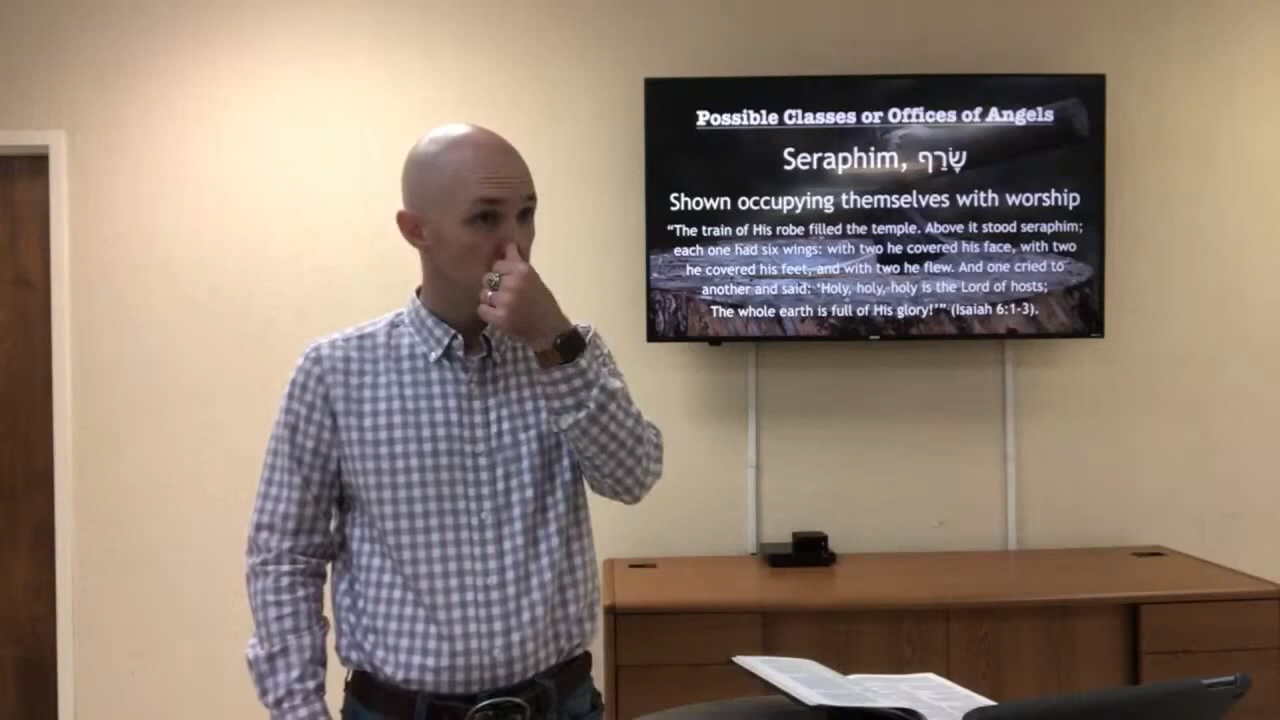 Possible Classes or Offices of Angels
Seraphim, שָׂרַף
Shown occupying themselves with worship
“The train of His robe filled the temple. Above it stood seraphim;
each one had six wings: with two he covered his face, with two
he covered his feet, and with two he flew. And one cried to
another and said: ‘Holy, holy, holy is the Lord of hosts;
The whole earth is full of His glory!’” (Isaiah 6:1-3).